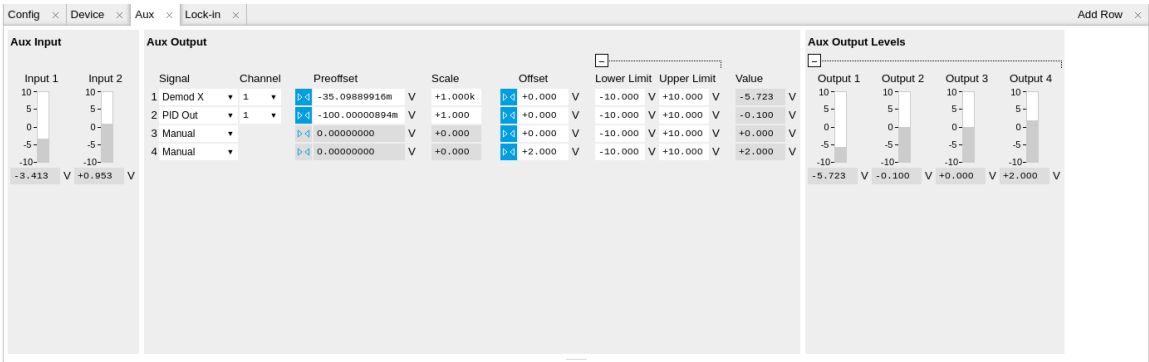 Config × Device × Aux × Lock-in × Add Row ×
Aux Input Aux Output Aux Output Levels
Input 1 Input 2 Signal Channel Preoffset Scale Offset Lower Limit Upper Limit Value Output 1 Output 2 Output 3 Output 4
10 10 1 Demod X 1 -35.09889916m V +1.000k +0.000 V -10.000 V +10.000 V -5.723 V 10 10 10 10
5 5 2 PID Out 1 -100.00000894m V +1.000 +0.000 V -10.000 V +10.000 V -0.100 V 5 5 5 5
0 0 3 Manual 0.00000000 V +0.000 +0.000 V -10.000 V +10.000 V +0.000 V 0 0 0 0
-5 -5 4 Manual 0.00000000 V +0.000 +2.000 V -10.000 V +10.000 V +2.000 V -5 -5 -5 -5
-10 -10 -10 -10 -10 -10
-3.413 V +0.953 V -5.723 V -0.100 V +0.000 V +2.000 V